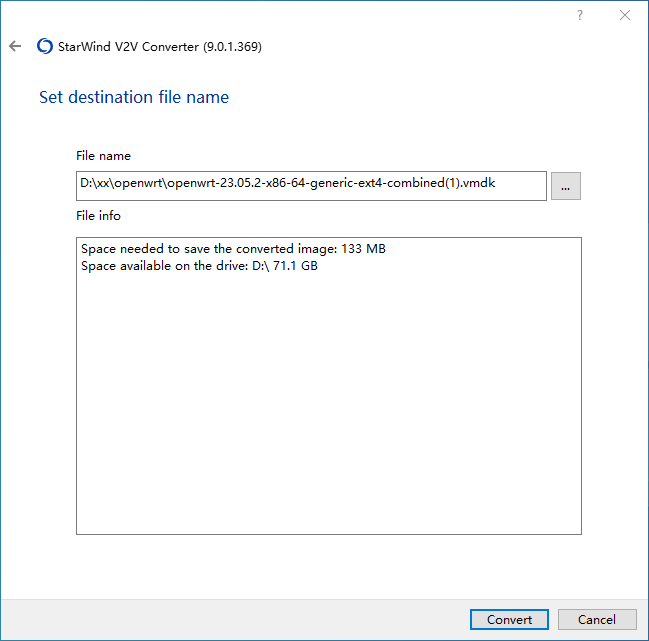 ?
StarWind V2V Converter (9.0.1.369)
Set destination file name
File name
D:\xx\openwrt\openwrt-23.05.2-x86-64-generic-ext4-combined(1).vmdk
...
File info
Space needed to save the converted image: 133 MB
Space available on the drive: D:\ 71.1 GB
Convert
Cancel